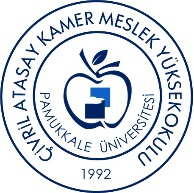 ÇİVRİL ATASAY KAMER MESLEK YÜKSEKOKULU
PAMUKKALE ÜNİVERSİTESİ
1992